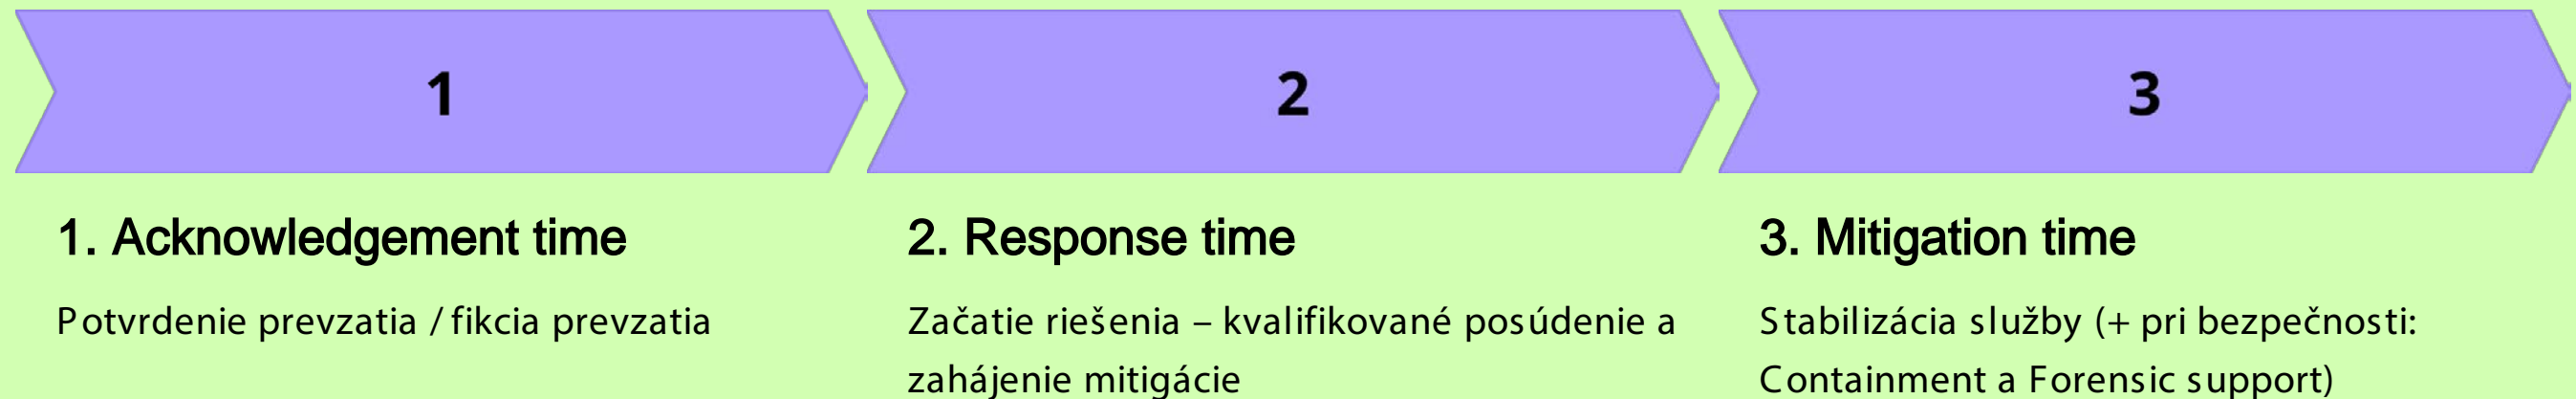 1
2
3
1. Acknowledgement time
Potvrdenie prevzatia / fikcia prevzatia
2. Response time
Začatie riešenia – kvalifikované posúdenie a
zahájenie mitigácie
3. Mitigation time
Stabilizácia služby (+ pri bezpečnosti:
Containment a Forensic support)